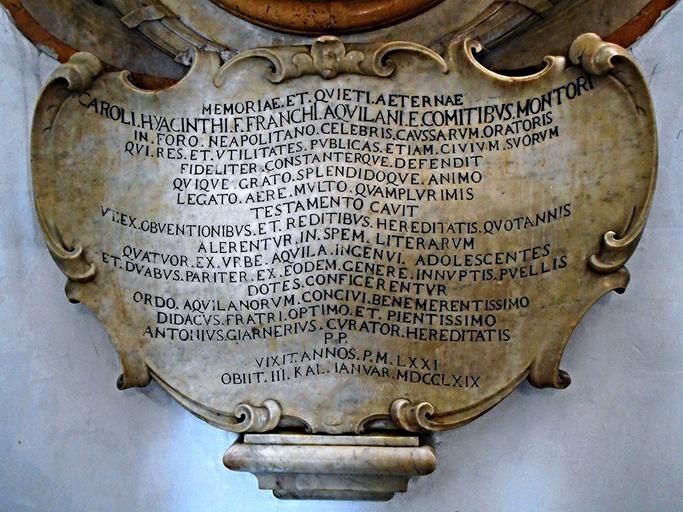 MEMORIAE.ET.QVIETI.AETERNAE
CAROLI.HYACINTHI.F.FRANCHI.AQVILANI.E.COMITIBVS.MONTORI
IN.FORO.NEAPOLITANO.CELEBRIS.CAVSSARVM.ORATORIS
QVI.RES.ET.VTILITATES.PVBLICAS.ETIAM.CIVIVM.SVORVM
FIDELITER.CONSTANTERQVE.DEFENDIT
QVIQVE.GRATO.SPLENDIDOQVE.ANIMO
LEGATO.AERE.MVLTO.QVAMPLVRIMIS
TESTAMENTO CAVIT
VT.EX.OBVENTIONIBVS.ET.REDITIBVS.HEREDITATIS.QVOTANNIS
ALERENTVR.IN.SPEM.LITERARVM
QVATVOR.EX.VRBE.AQVILA.INGENVI.ADOLESCENTES
ET.DVABVS.PARITER.EX.EODEM.GENERE.INNVPTIS.PVELLIS
DOTES.CONFICERENTVR
ORDO.AQVILANORVM.CONCIVI.BENEMERENTISSIMO
DIDACVS.FRATRI.OPTIMO.ET.PIENTISSIMO
ANTONIVS.GIARNERIVS.CVRATOR.HEREDITATIS
P.P.
VIXIT.ANNOS.P.M.LXXI
OBIIT.III.KAL.IANVAR.MDCCLXIX